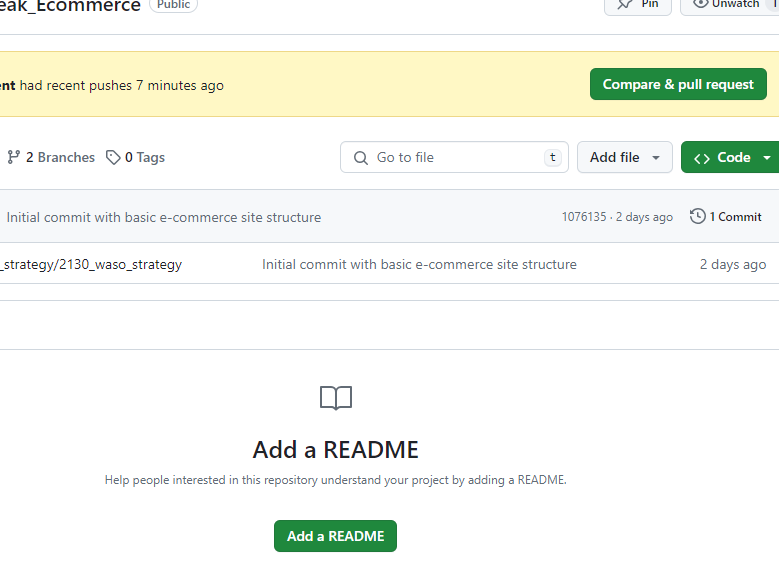 eak_Ecommerce Public Pin Unwatch
nt had recent pushes 7 minutes ago Compare & pull request
2 Branches 0 Tags Go to file t Add file Code
Initial commit with basic e-commerce site structure 1076135 · 2 days ago 1 Commit
_strategy/2130_waso_strategy Initial commit with basic e-commerce site structure 2 days ago
Add a README
Help people interested in this repository understand your project by adding a README.
Add a README